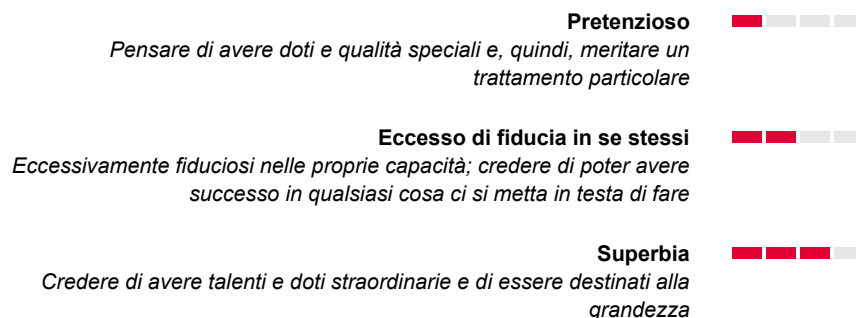 Pretenzioso
Pensare di avere doti e qualità speciali e, quindi, meritare un
trattamento particolare
Eccesso di fiducia in se stessi
Eccessivamente fiduciosi nelle proprie capacità; credere di poter avere
successo in qualsiasi cosa ci si metta in testa di fare
Superbia
Credere di avere talenti e doti straordinarie e di essere destinati alla
grandezza